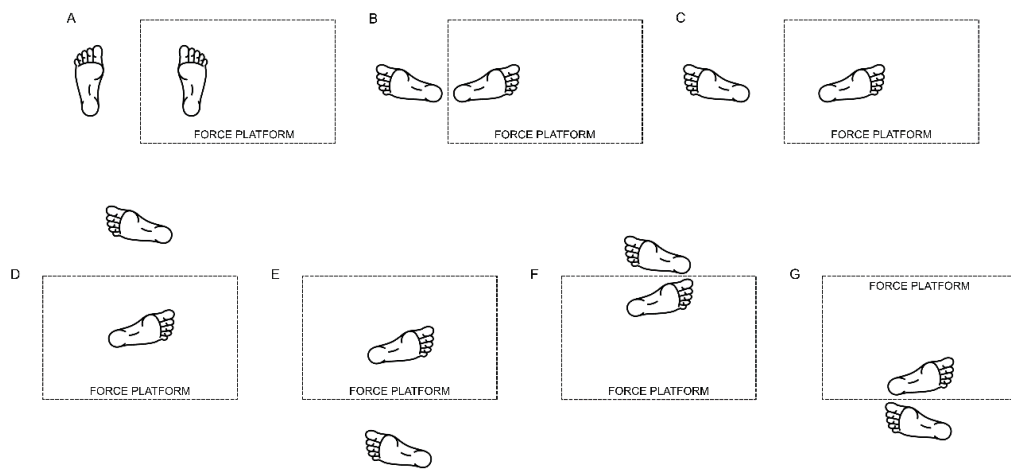 A
B
C
FORCE PLATFORM
FORCE PLATFORM
FORCE PLATFORM
D
E
F
G
FORCE PLATFORM
FORCE PLATFORM
FORCE PLATFORM
FORCE PLATFORM